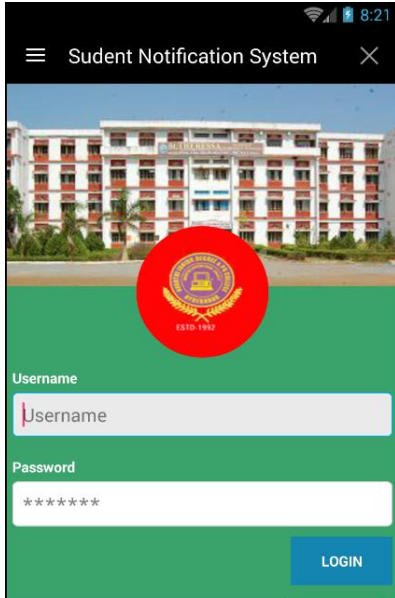 8:21
Sudent Notification System
ESTD-1992
Username
Username
Password
*******
LOGIN